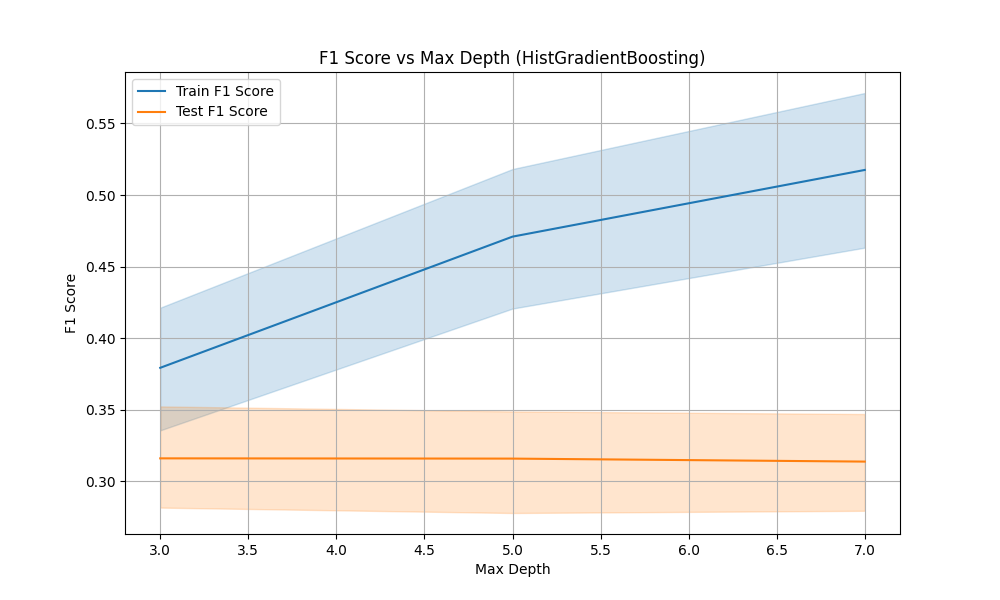 F1 Score vs Max Depth (HistGradientBoosting)
Train F1 Score
Test F1 Score
F1 Score
0.55
0.50
0.45
0.40
0.35
0.30
3.0 3.5 4.0 4.5 5.0 5.5 6.0 6.5 7.0
Max Depth